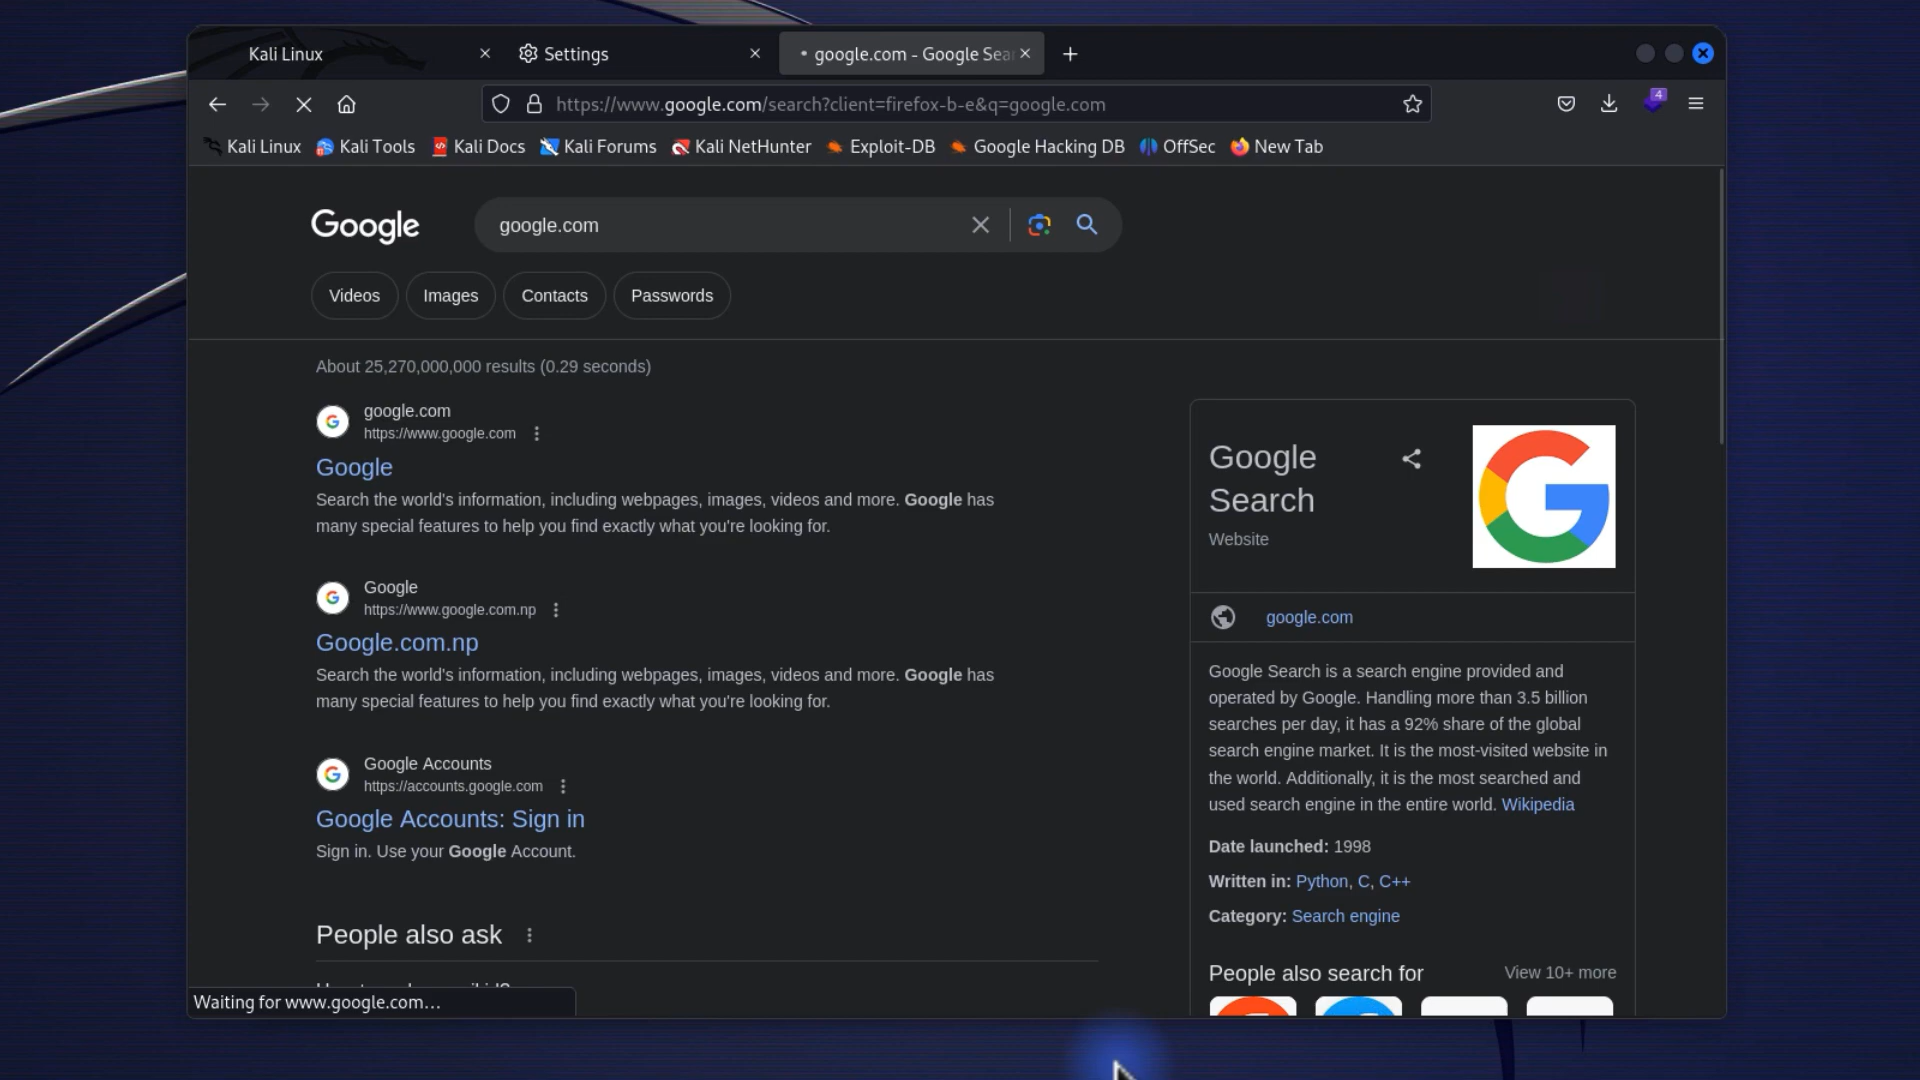 Kali Linux
Settings
google.com - Google Sea
https://www.google.com/search?client=firefox-b-e&q=google.com
4
Kali Linux
Kali Tools
Kali Docs
Kali Forums
Kali NetHunter
Exploit-DB
Google Hacking DB
OffSec
New Tab
Google
google.com
Videos
Images
Contacts
Passwords
About 25,270,000,000 results (0.29 seconds)
google.com
https://www.google.com
Google
Search the world's information, including webpages, images, videos and more. Google has
many special features to help you find exactly what you're looking for.
Google
https://www.google.com.np
Google.com.np
Search the world's information, including webpages, images, videos and more. Google has
many special features to help you find exactly what you're looking for.
Google Accounts
https://accounts.google.com
Google Accounts: Sign in
Sign in. Use your Google Account.
People also ask
Waiting for www.google.com…
Google
Search
Website
google.com
Google Search is a search engine provided and
operated by Google. Handling more than 3.5 billion
searches per day, it has a 92% share of the global
search engine market. It is the most-visited website in
the world. Additionally, it is the most searched and
used search engine in the entire world. Wikipedia
Date launched: 1998
Written in: Python, C, C++
Category: Search engine
People also search for
View 10+ more